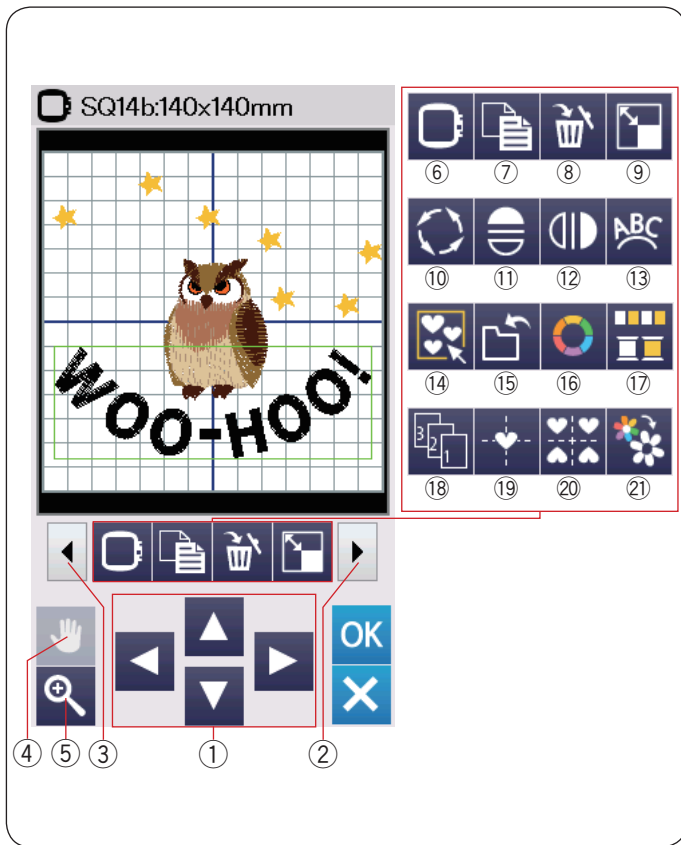 SQ14b:140x140mm
⑥ ⑦ ⑧ ⑨
ABC
⑩ ⑪ ⑫ ⑬
WOO-HOO!
⑭ ⑮ ⑯ ⑰
3 2 1
⑱ ⑲ ⑳ ㉑
OK
④ ⑤ ③ ① ②